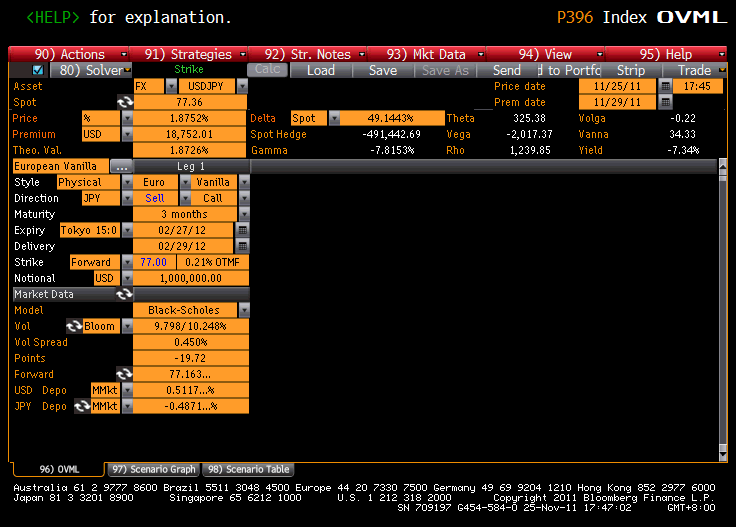 <HELP> for explanation. P396 Index OVML
90) Actions 91) Strategies 92) Str. Notes 93) Mkt Data 94) View 95) Help
80) Solver Strike Calc Load Save Save As Send d to Portfo Strip Trade
Asset FX USDJPY Price date 11/25/11 17:45
Spot 77.36 Prem date 11/29/11
Price % 1.8752% Delta Spot 49.1443% Theta 325.38 Volga -0.22
Premium USD 18,752.01 Spot Hedge -491,442.69 Vega -2,017.37 Vanna 34.33
Theo. Val. 1.8726% Gamma -7.8153% Rho 1,239.85 Yield -7.34%
European Vanilla ... Leg 1
Style Physical Euro Vanilla
Direction JPY Sell Call
Maturity 3 months
Expiry Tokyo 15:0 02/27/12
Delivery 02/29/12
Strike Forward 77.00 0.21% OTMF
Notional USD 1,000,000.00
Market Data
Model Black-Scholes
Vol Bloom 9.798/10.248%
Vol Spread 0.450%
Points -19.72
Forward 77.163...
USD Depo MMkt 0.5117...%
JPY Depo MMkt -0.4871...%
96) OVML 97) Scenario Graph 98) Scenario Table
Australia 61 2 9777 8600 Brazil 5511 3048 4500 Europe 44 20 7330 7500 Germany 49 69 9204 1210 Hong Kong 852 2977 6000
Japan 81 3 3201 8900 Singapore 65 6212 1000 U.S. 1 212 318 2000 Copyright 2011 Bloomberg Finance L.P.
SN 709197 G454-584-0 25-Nov-11 17:47:02 GMT+8:00